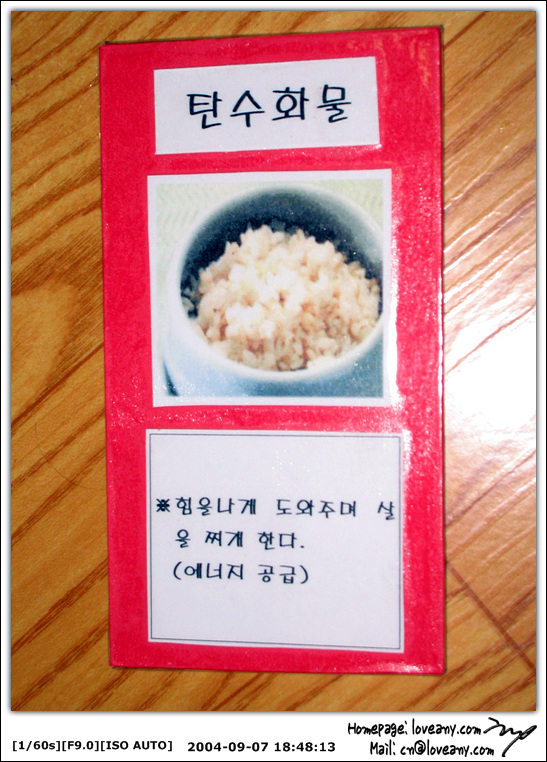 탄수화물
※힘을나게 도와주며 살
을 찌게 한다.
(에너지 공급)
Homepage: loveany.com
[1/60s][F9.0][ISO AUTO] 2004-09-07 18:48:13
Mail: cn@loveany.com